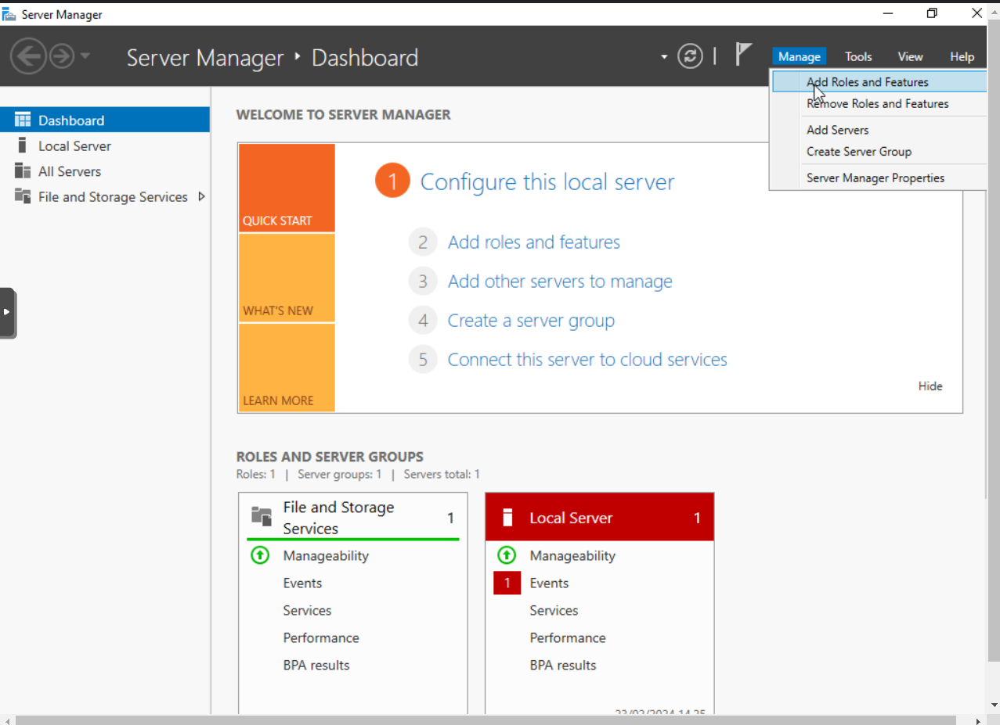 Server Manager
Server Manager ‣ Dashboard
Manage Tools View Help
Add Roles and Features
Remove Roles and Features
Add Servers
Create Server Group
Server Manager Properties
Dashboard
Local Server
All Servers
File and Storage Services
WELCOME TO SERVER MANAGER
QUICK START
WHAT'S NEW
LEARN MORE
1 Configure this local server
2 Add roles and features
3 Add other servers to manage
4 Create a server group
5 Connect this server to cloud services
Hide
ROLES AND SERVER GROUPS
Roles: 1 | Server groups: 1 | Servers total: 1
File and Storage
Services 1
Manageability
Events
Services
Performance
BPA results
Local Server 1
Manageability
1 Events
Services
Performance
BPA results